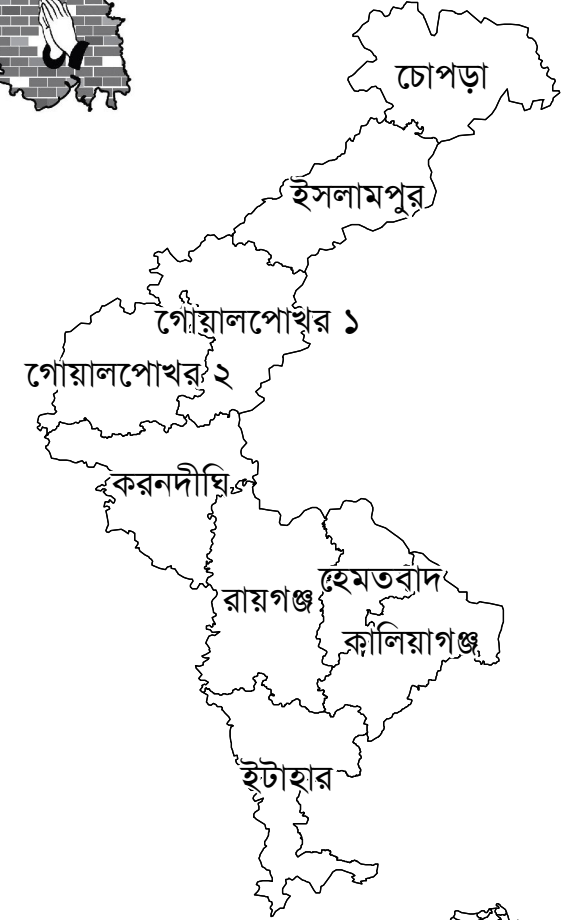 চোপড়া
ইসলামপুর
গোয়ালপোখর ১
গোয়ালপোখর ২
করনদীঘি
হেমতবাদ
রায়গঞ্জ
কালিয়াগঞ্জ
ইটাহার